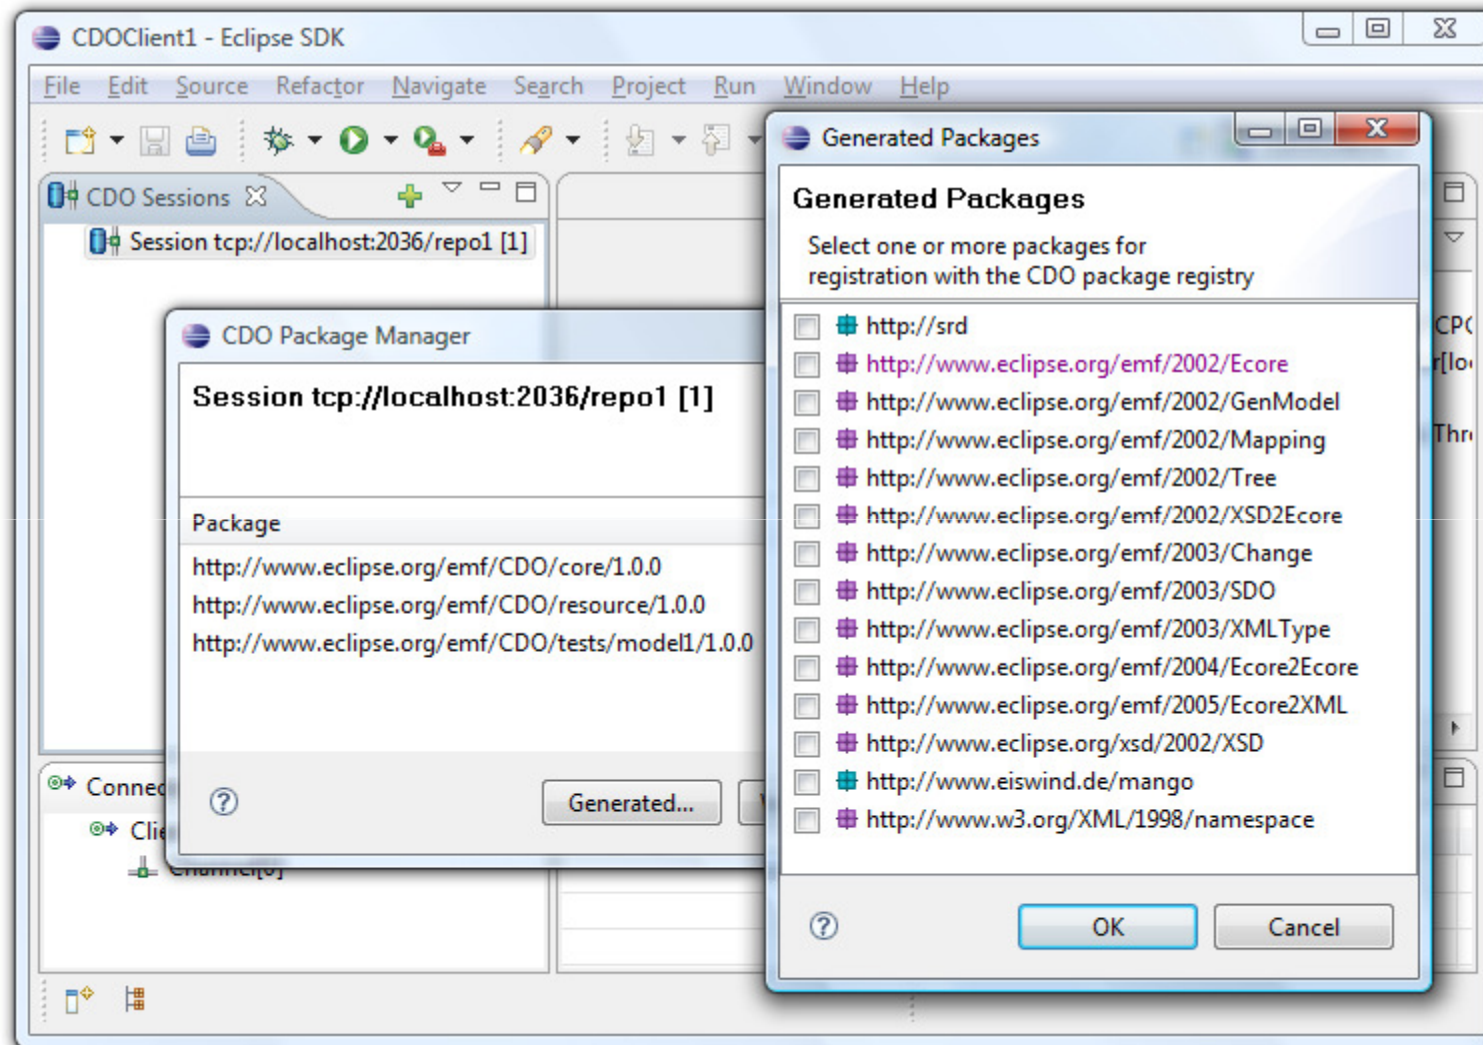 CDOClient1 - Eclipse SDK
File Edit Source Refactor Navigate Search Project Run Window Help
CDO Sessions
Session tcp://localhost:2036/repo1 [1]
CDO Package Manager
Session tcp://localhost:2036/repo1 [1]
Package
http://www.eclipse.org/emf/CDO/core/1.0.0
http://www.eclipse.org/emf/CDO/resource/1.0.0
http://www.eclipse.org/emf/CDO/tests/model1/1.0.0
Generated...
Connec
Clie
Channel[0]
Generated Packages
Generated Packages
Select one or more packages for
registration with the CDO package registry
http://srd
http://www.eclipse.org/emf/2002/Ecore
http://www.eclipse.org/emf/2002/GenModel
http://www.eclipse.org/emf/2002/Mapping
http://www.eclipse.org/emf/2002/Tree
http://www.eclipse.org/emf/2002/XSD2Ecore
http://www.eclipse.org/emf/2003/Change
http://www.eclipse.org/emf/2003/SDO
http://www.eclipse.org/emf/2003/XMLType
http://www.eclipse.org/emf/2004/Ecore2Ecore
http://www.eclipse.org/emf/2005/Ecore2XML
http://www.eclipse.org/xsd/2002/XSD
http://www.eiswind.de/mango
http://www.w3.org/XML/1998/namespace
OK Cancel